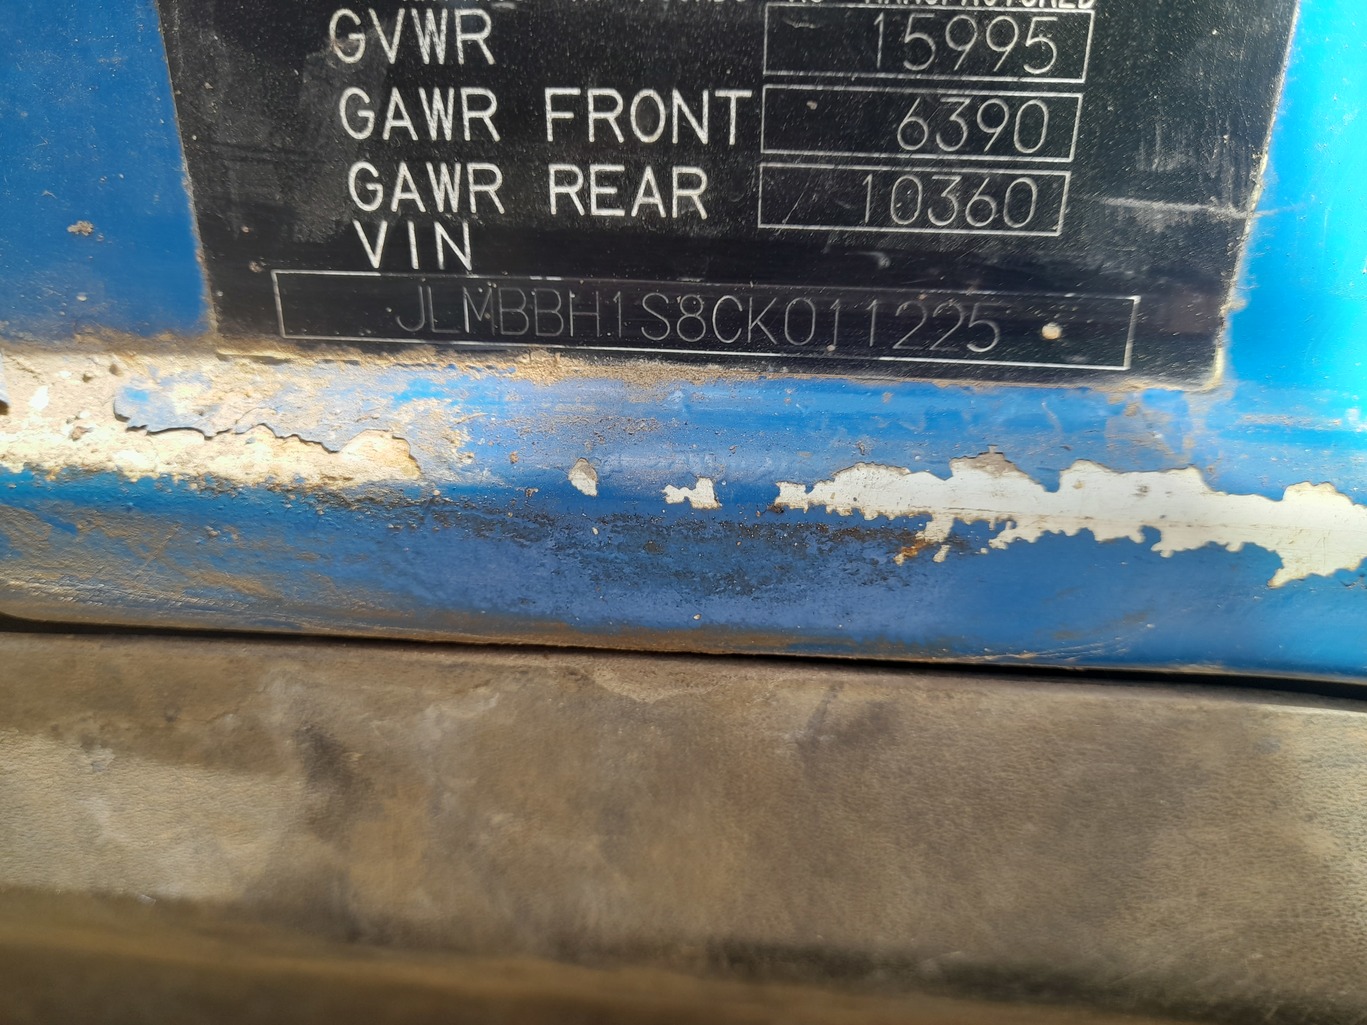 GVWR 15995
GAWR FRONT 6390
GAWR REAR 10360
VIN
JLMBBH1S8CK011225